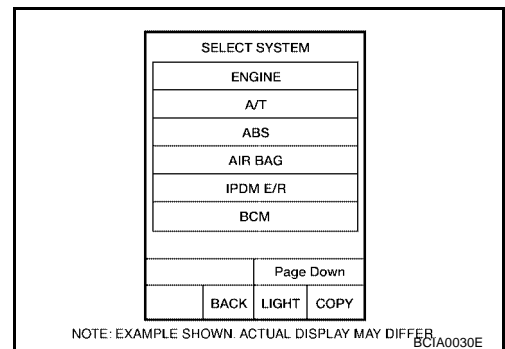 SELECT SYSTEM
ENGINE
A/T
ABS
AIR BAG
IPDM E/R
BCM
Page Down
BACK LIGHT COPY
NOTE: EXAMPLE SHOWN. ACTUAL DISPLAY MAY DIFFER.
BCIA0030E